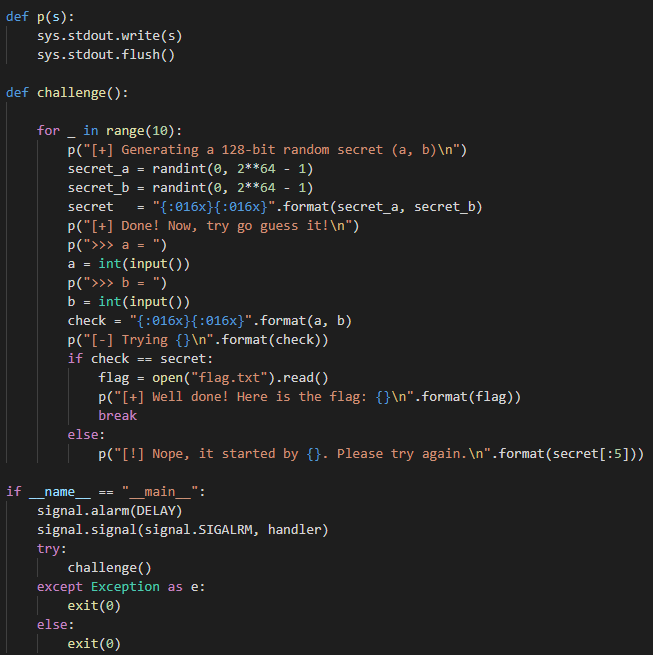 def p(s):
    sys.stdout.write(s)
    sys.stdout.flush()

def challenge():

    for _ in range(10):
        p("[+] Generating a 128-bit random secret (a, b)\n")
        secret_a = randint(0, 2**64 - 1)
        secret_b = randint(0, 2**64 - 1)
        secret   = "{:016x}{:016x}".format(secret_a, secret_b)
        p("[+] Done! Now, try go guess it!\n")
        p(">>> a = ")
        a = int(input())
        p(">>> b = ")
        b = int(input())
        check = "{:016x}{:016x}".format(a, b)
        p("[-] Trying {}\n".format(check))
        if check == secret:
            flag = open("flag.txt").read()
            p("[+] Well done! Here is the flag: {}\n".format(flag))
            break
        else:
            p("[!] Nope, it started by {}. Please try again.\n".format(secret[:5]))

if __name__ == "__main__":
    signal.alarm(DELAY)
    signal.signal(signal.SIGALRM, handler)
    try:
        challenge()
    except Exception as e:
        exit(0)
    else:
        exit(0)